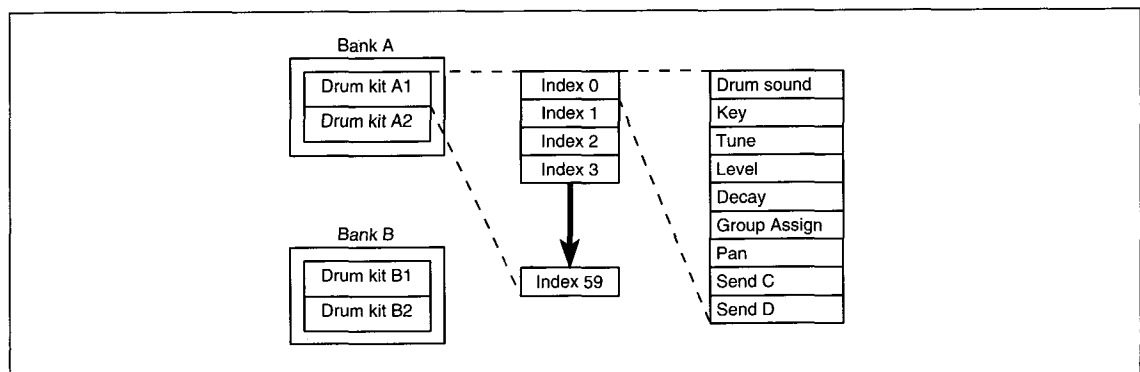 Bank A
Drum kit A1
Drum kit A2
Bank B
Drum kit B1
Drum kit B2
Index 0
Index 1
Index 2
Index 3
Index 59
Drum sound
Key
Tune
Level
Decay
Group Assign
Pan
Send C
Send D